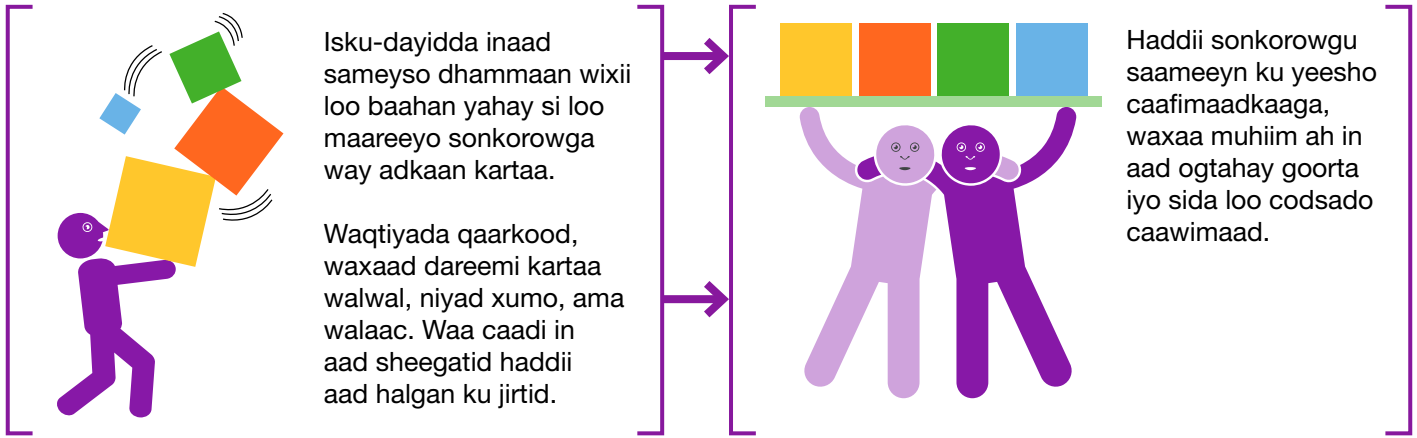 Isku-dayidda inaad
sameyso dhammaan wixii
loo baahan yahay si loo
maareeyo sonkorowga
way adkaan kartaa.
Waqtiyada qaarkood,
waxaad dareemi kartaa
walwal, niyad xumo, ama
walaac. Waa caadi in
aad sheegatid haddii
aad halgan ku jirtid.
Haddii sonkorowgu
saameeyn ku yeesho
caafimaadkaaga,
waxaa muhiim ah in
aad ogtahay goorta
iyo sida loo codsado
caawimaad.